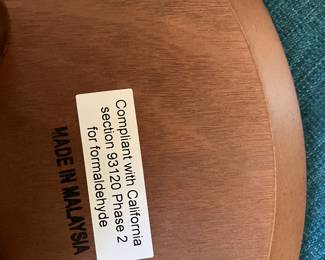 Compliant with California
section 93120 Phase 2
for formaldehyde
MADE IN MALAYSIA